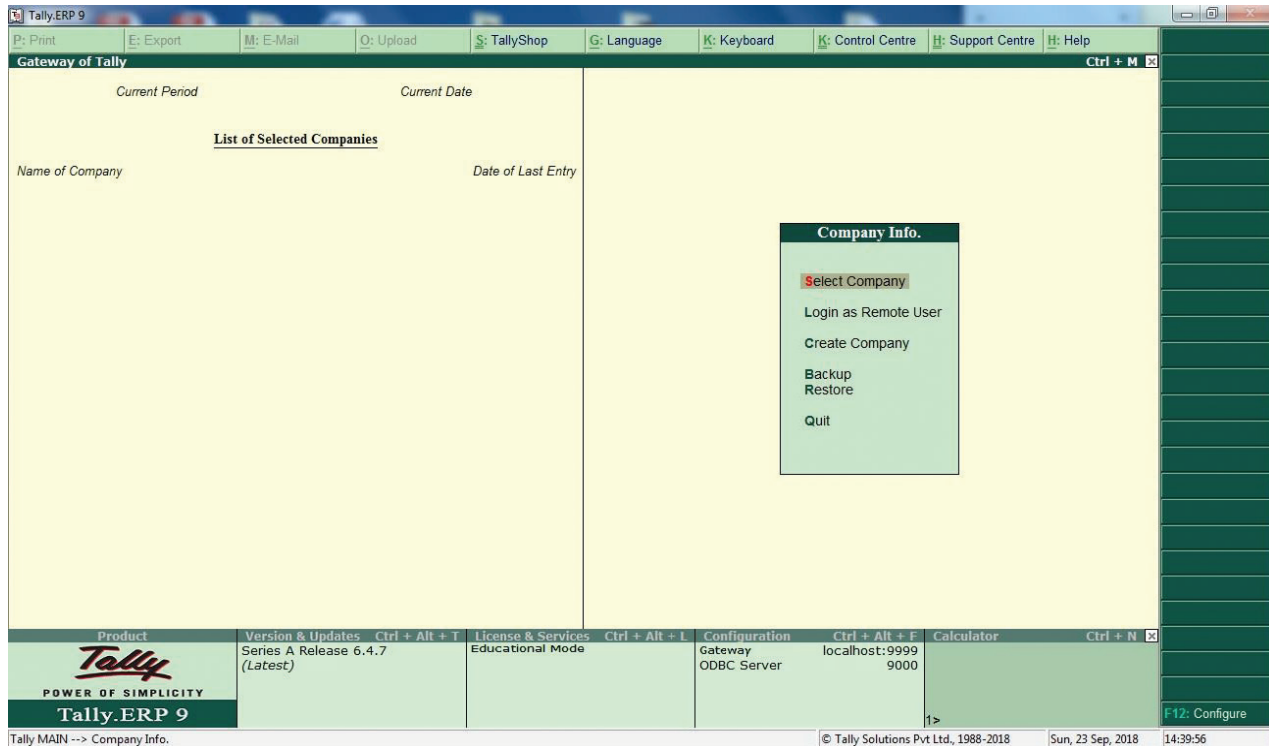 Tally.ERP 9
P: Print E: Export M: E-Mail O: Upload S: TallyShop G: Language K: Keyboard K: Control Centre H: Support Centre H: Help
Gateway of Tally Ctrl + M
Current Period Current Date
List of Selected Companies
Name of Company Date of Last Entry
Company Info.
Select Company
Login as Remote User
Create Company
Backup
Restore
Quit
Product Version & Updates Ctrl + Alt + T License & Services Ctrl + Alt + L Configuration Ctrl + Alt + F Calculator Ctrl + N
Tally
POWER OF SIMPLICITY
Tally.ERP 9
Series A Release 6.4.7
(Latest)
Educational Mode
Gateway localhost:9999
ODBC Server 9000
1>
F12: Configure
Tally MAIN --> Company Info. © Tally Solutions Pvt Ltd., 1988-2018 Sun, 23 Sep, 2018 14:39:56